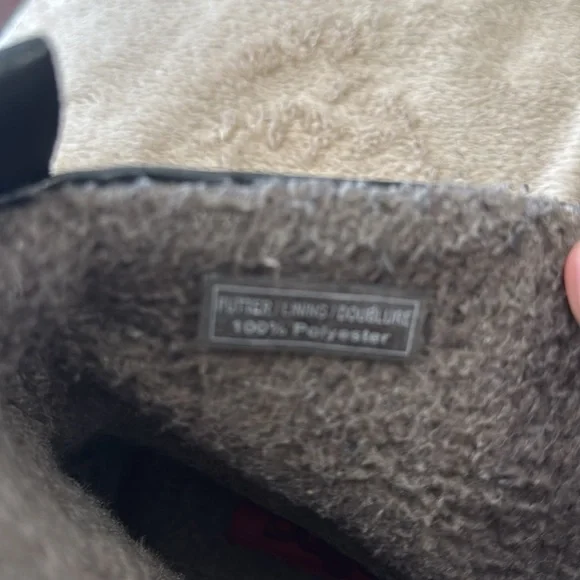 FUTTER / LINING / DOUBLURE
100% Polyester